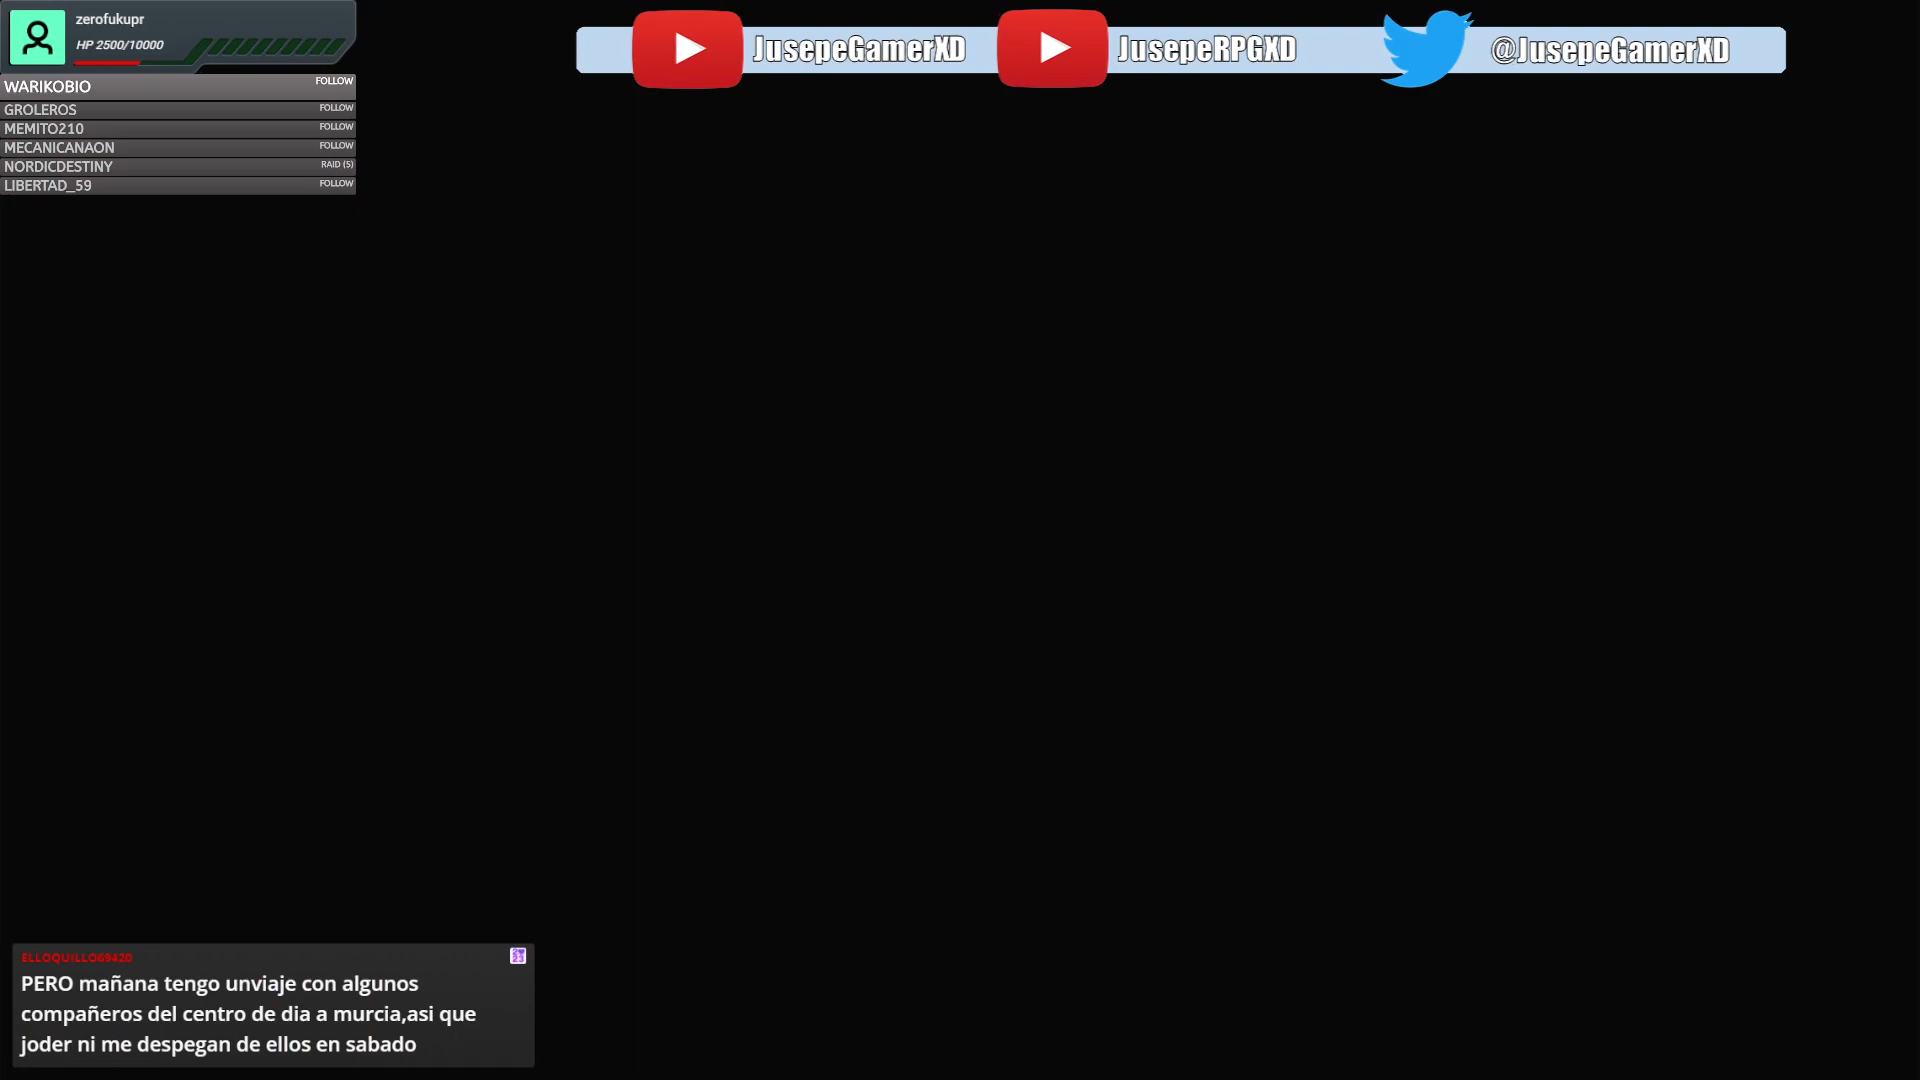 zerofukupr
HP 2500/10000
JusepeGamerXD
JusepeRPGXD
@JusepeGamerXD
WARIKOBIO FOLLOW
GROLEROS FOLLOW
MEMITO210 FOLLOW
MECANICANAON FOLLOW
NORDICDESTINY RAID (5)
LIBERTAD_59 FOLLOW
ELLOQUILLO69420
PERO mañana tengo unviaje con algunos
compañeros del centro de dia a murcia,asi que
joder ni me despegan de ellos en sabado